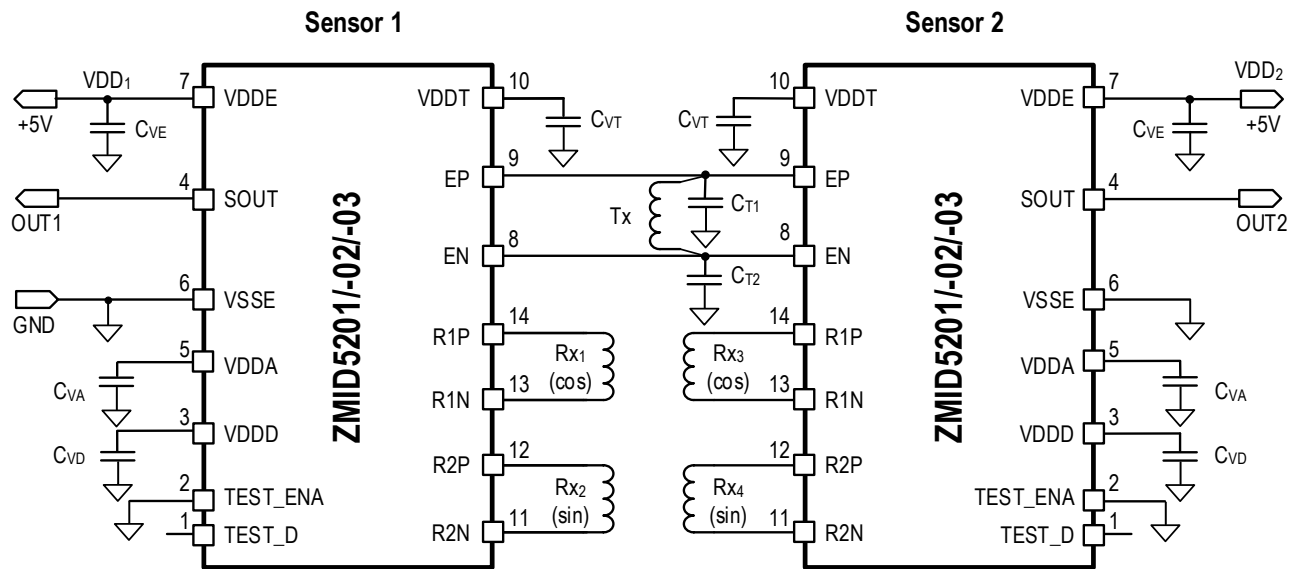 Sensor 1
Sensor 2
VDD1
7
VDDE
VDDT
10
+5V
CVE
CVT
4
SOUT
OUT1
EP
9
EN
8
6
VSSE
GND
5
VDDA
CVA
3
VDDD
CVD
2
TEST_ENA
1
TEST_D
ZMID5201/-02/-03
R1P
14
Rx1
(cos)
R1N
13
R2P
12
Rx2
(sin)
R2N
11
Tx
CT1
CT2
CVT
10
VDDT
VDDE
7
VDD2
+5V
CVE
9
EP
SOUT
4
OUT2
8
EN
VSSE
6
14
R1P
Rx3
(cos)
13
R1N
12
R2P
Rx4
(sin)
11
R2N
ZMID5201/-02/-03
VDDA
5
CVA
VDDD
3
CVD
TEST_ENA
2
TEST_D
1